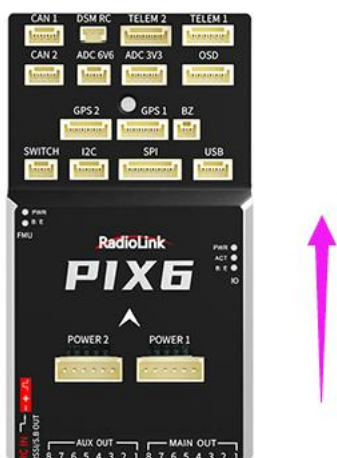 CAN 1 DSM RC TELEM 2 TELEM 1
CAN 2 ADC 6V6 ADC 3V3 OSD
GPS 2 GPS 1 BZ
SWITCH I2C SPI USB
PWR
B/E
FMU
RadioLink
PIX6
PWR
ACT
B/E
IO
POWER 2 POWER 1
RC IN
RSSI/S.B OUT
AUX OUT MAIN OUT
8 7 6 5 4 3 2 1 8 7 6 5 4 3 2 1